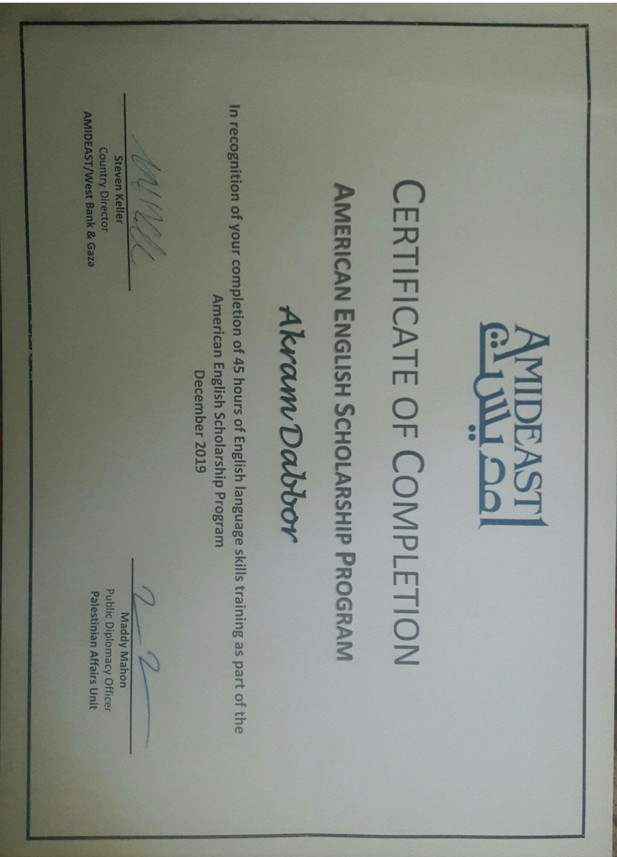 AMIDEAST
امديست
CERTIFICATE OF COMPLETION
AMERICAN ENGLISH SCHOLARSHIP PROGRAM
Akram Dabbor
In recognition of your completion of 45 hours of English language skills training as part of the
American English Scholarship Program
December 2019
Steven Keller
Country Director
AMIDEAST/West Bank & Gaza
Maddy Mahon
Public Diplomacy Officer
Palestinian Affairs Unit